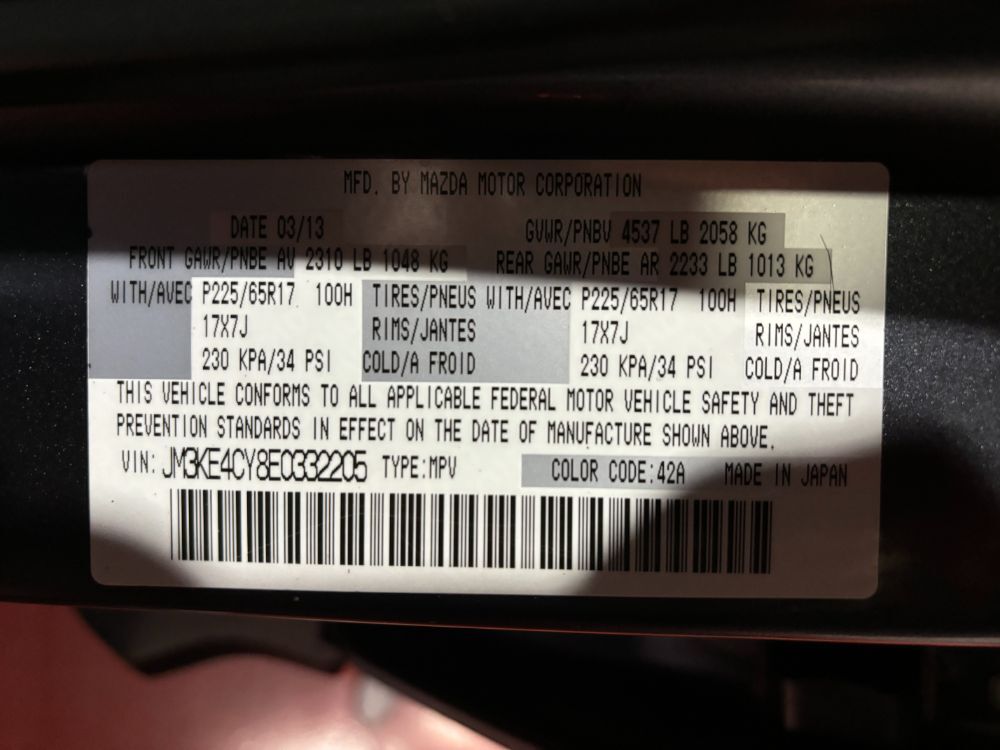 MFD. BY MAZDA MOTOR CORPORATION
DATE 03/13 GVWR/PNBV 4537 LB 2058 KG
FRONT GAWR/PNBE AV 2310 LB 1048 KG REAR GAWR/PNBE AR 2233 LB 1013 KG
WITH/AVEC P225/65R17 100H TIRES/PNEUS WITH/AVEC P225/65R17 100H TIRES/PNEUS
17X7J RIMS/JANTES 17X7J RIMS/JANTES
230 KPA/34 PSI COLD/A FROID 230 KPA/34 PSI COLD/A FROID
THIS VEHICLE CONFORMS TO ALL APPLICABLE FEDERAL MOTOR VEHICLE SAFETY AND THEFT
PREVENTION STANDARDS IN EFFECT ON THE DATE OF MANUFACTURE SHOWN ABOVE.
VIN: JM3KE4CY8E0332205 TYPE:MPV COLOR CODE:42A MADE IN JAPAN